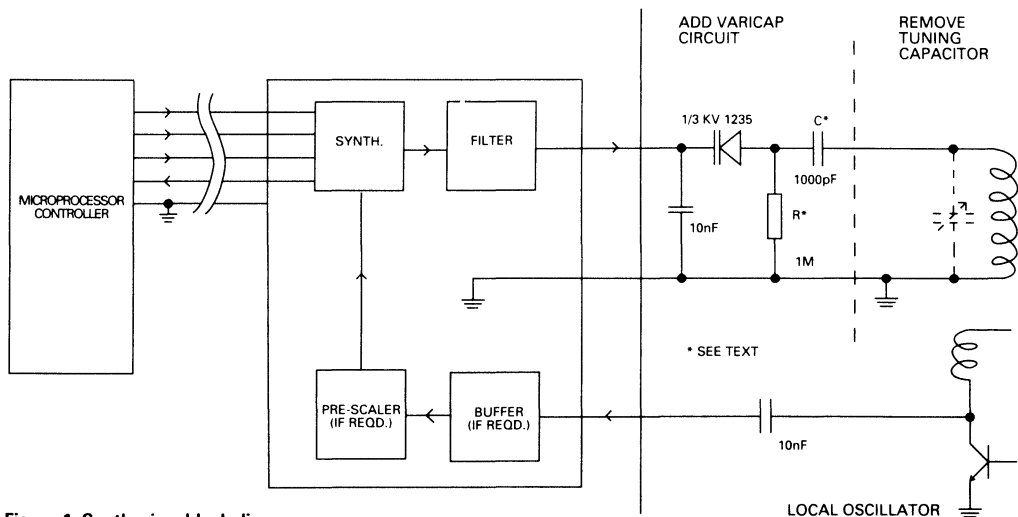 ADD VARICAP
CIRCUIT
REMOVE
TUNING
CAPACITOR
MICROPROCESSOR
CONTROLLER
SYNTH.
FILTER
1/3 KV 1235
C*
1000pF
10nF
R*
1M
* SEE TEXT
PRE-SCALER
(IF REQD.)
BUFFER
(IF REQD.)
10nF
LOCAL OSCILLATOR